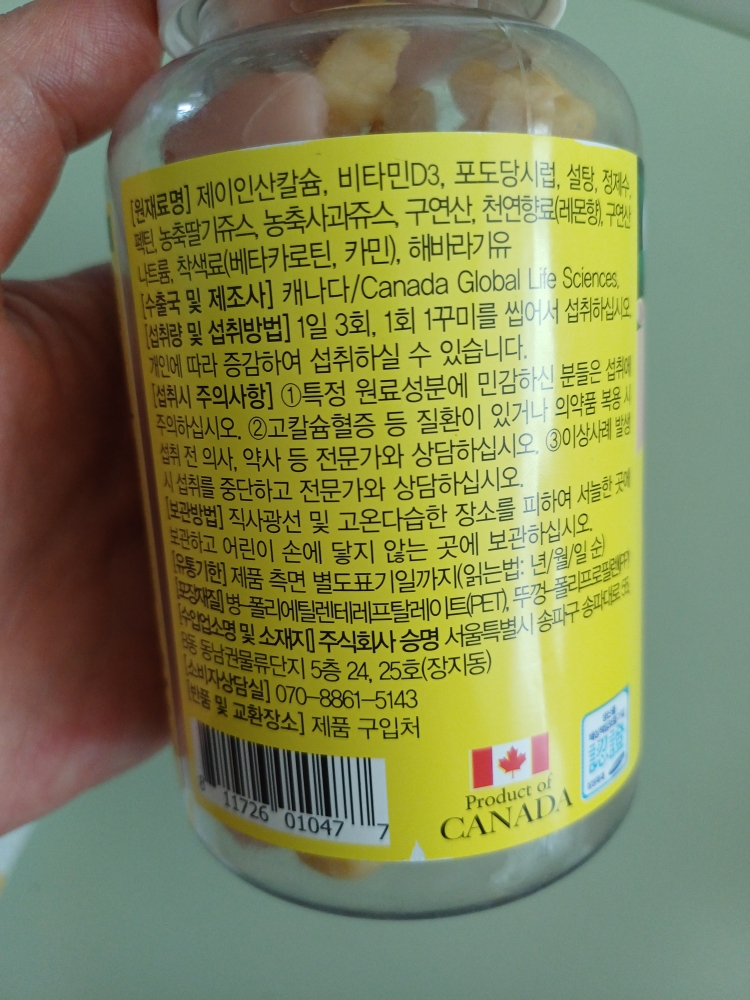 [원재료명] 제이인산칼슘, 비타민D3, 포도당시럽, 설탕, 정제수,
펙틴, 농축딸기쥬스, 농축사과쥬스, 구연산, 천연향료(레몬향), 구연산
나트륨, 착색료(베타카로틴, 카민), 해바라기유
[수출국 및 제조사] 캐나다/Canada Global Life Sciences,
[섭취량 및 섭취방법] 1일 3회, 1회 1꾸미를 씹어서 섭취하십시오,
개인에 따라 증감하여 섭취하실 수 있습니다.
[섭취시 주의사항] ①특정 원료성분에 민감하신 분들은 섭취에
주의하십시오. ②고칼슘혈증 등 질환이 있거나 의약품 복용 시
섭취 전 의사, 약사 등 전문가와 상담하십시오. ③이상사례 발생
시 섭취를 중단하고 전문가와 상담하십시오.
[보관방법] 직사광선 및 고온다습한 장소를 피하여 서늘한 곳에
보관하고 어린이 손에 닿지 않는 곳에 보관하십시오.
[유통기한] 제품 측면 별도표기일까지(읽는법: 년/월/일 순)
[포장재질] 병-폴리에틸렌테레프탈레이트(PET), 뚜껑-폴리프로필렌(PP)
[수입업소명 및 소재지] 주식회사 승명 서울특별시 송파구 송파대로 55,
동남권물류단지 5층 24, 25호(장지동)
[소비자상담실] 070-8861-5143
[반품 및 교환장소] 제품 구입처
8 11726 01047 7
Product of
CANADA